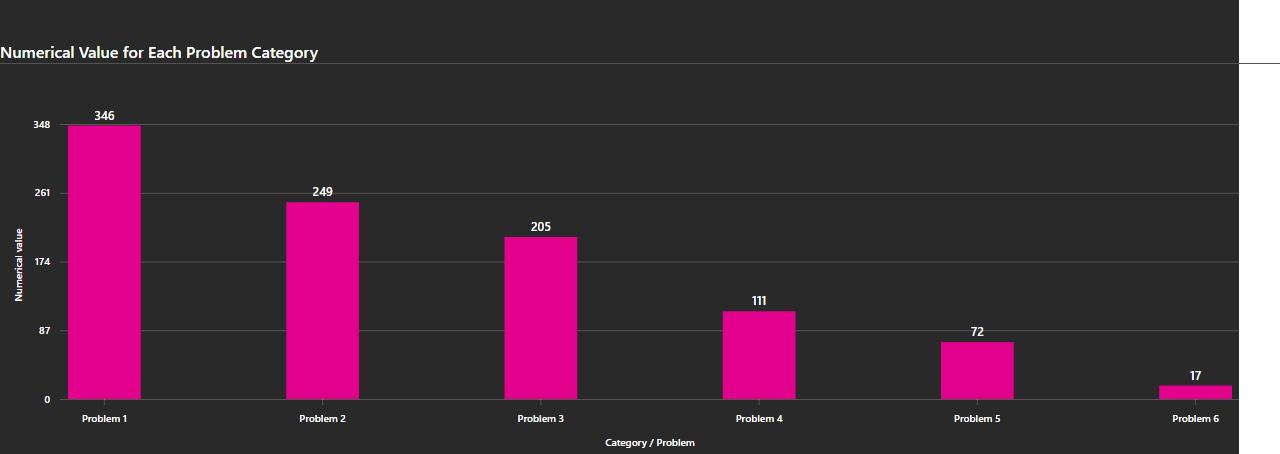 Numerical Value for Each Problem Category
346
348
249
261
205
174
Numerical value
111
87
72
17
0
Problem 1
Problem 2
Problem 3
Problem 4
Problem 5
Problem 6
Category / Problem